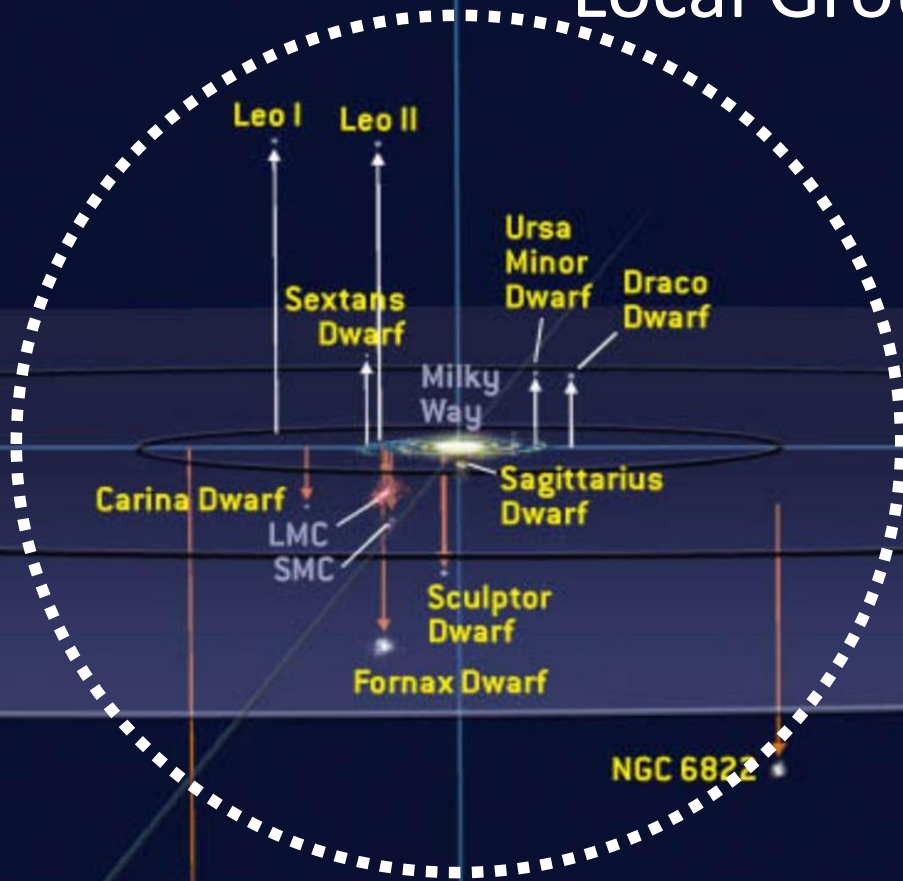 Leo I
Leo II
Ursa
Minor
Dwarf
Draco
Dwarf
Sextans
Dwarf
Milky
Way
Sagittarius
Dwarf
Carina Dwarf
LMC
SMC
Sculptor
Dwarf
Fornax Dwarf
NGC 6822